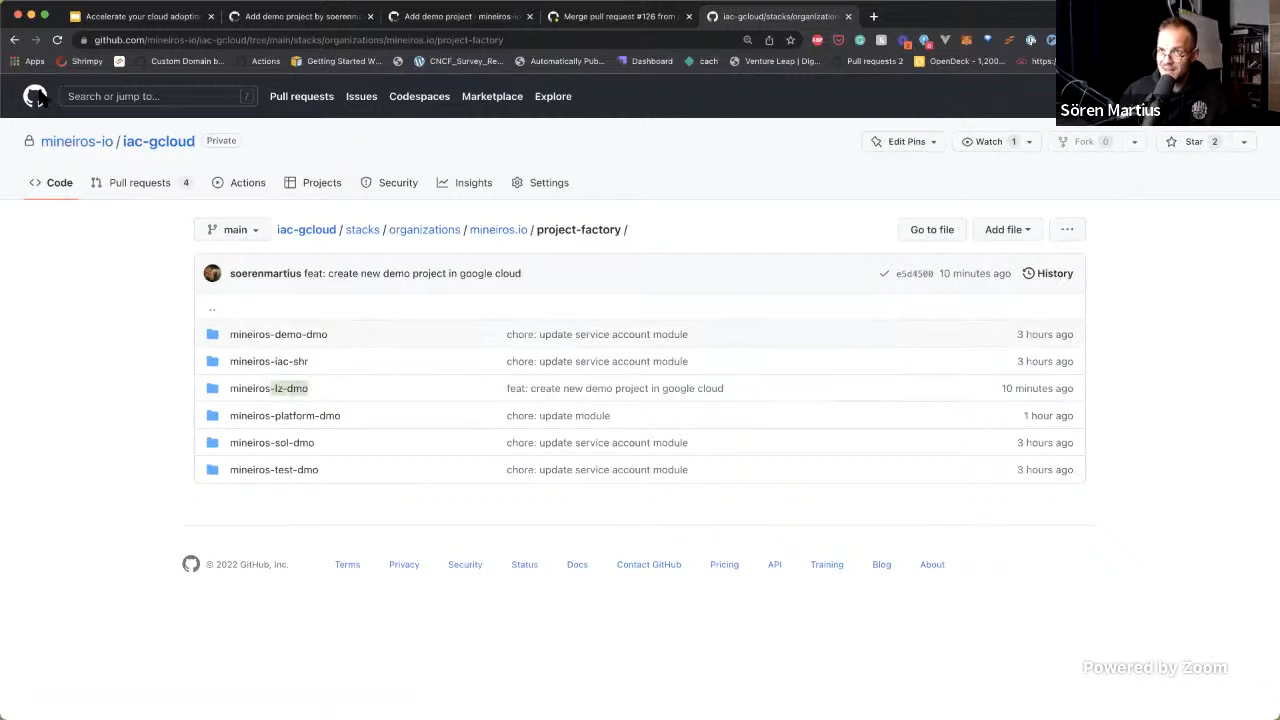 Accelerate your cloud adoption
Add demo project by soerenm
Add demo project · mineiros-io
Merge pull request #126 from
iac-gcloud/stacks/organization
github.com/mineiros-io/iac-gcloud/tree/main/stacks/organizations/mineiros.io/project-factory
Apps
Shrimpy
Custom Domain b...
Actions
Getting Started W...
CNCF_Survey_Re...
Automatically Pub...
Dashboard
cach
Venture Leap | Dig...
Pull requests 2
OpenDeck - 1,200...
https:
Search or jump to...
/
Pull requests
Issues
Codespaces
Marketplace
Explore
Sören Martius
mineiros-io / iac-gcloud
Private
Edit Pins
Watch 1
Fork 0
Star 2
Code
Pull requests 4
Actions
Projects
Security
Insights
Settings
main
iac-gcloud / stacks / organizations / mineiros.io / project-factory /
Go to file
Add file
...
soerenmartius feat: create new demo project in google cloud
e5d4500 10 minutes ago
History
..
mineiros-demo-dmo chore: update service account module 3 hours ago
mineiros-iac-shr chore: update service account module 3 hours ago
mineiros-lz-dmo feat: create new demo project in google cloud 10 minutes ago
mineiros-platform-dmo chore: update module 1 hour ago
mineiros-sol-dmo chore: update service account module 3 hours ago
mineiros-test-dmo chore: update service account module 3 hours ago
© 2022 GitHub, Inc.
Terms
Privacy
Security
Status
Docs
Contact GitHub
Pricing
API
Training
Blog
About
Powered by Zoom